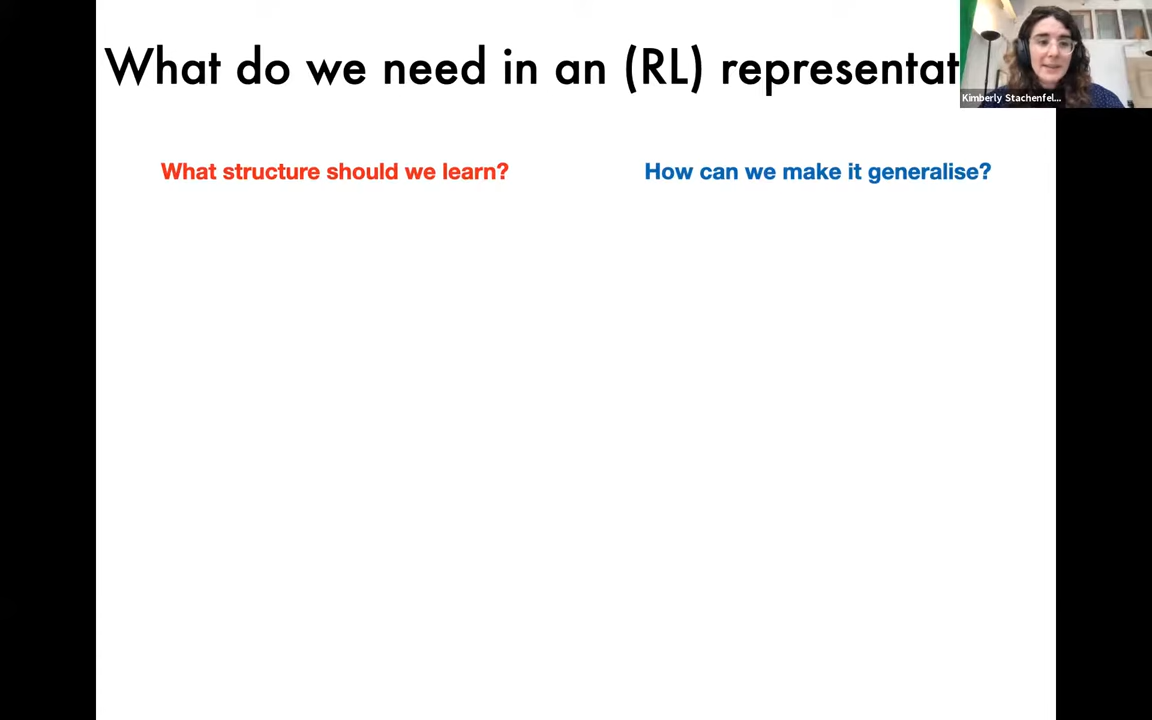 What do we need in an (RL) representat
Kimberly Stachenfel...
What structure should we learn?
How can we make it generalise?